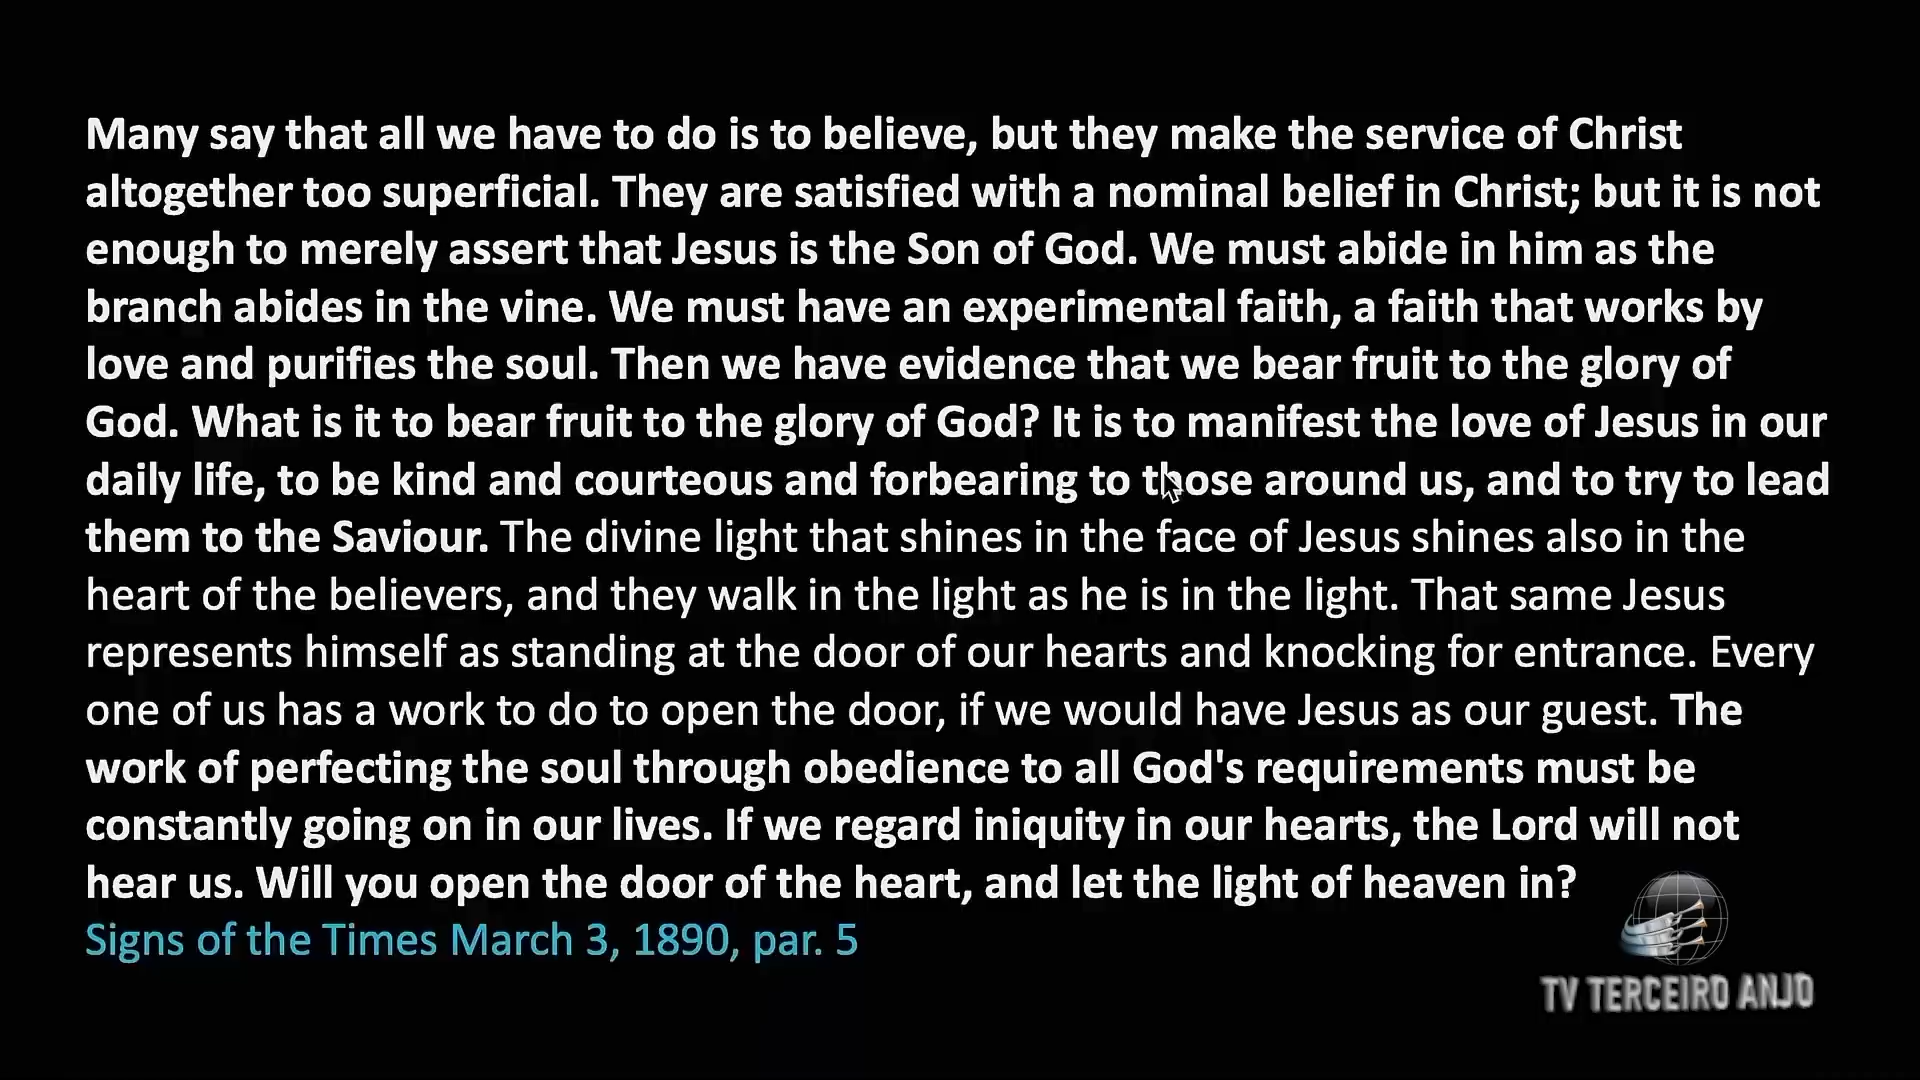 Many say that all we have to do is to believe, but they make the service of Christ
altogether too superficial. They are satisfied with a nominal belief in Christ; but it is not
enough to merely assert that Jesus is the Son of God. We must abide in him as the
branch abides in the vine. We must have an experimental faith, a faith that works by
love and purifies the soul. Then we have evidence that we bear fruit to the glory of
God. What is it to bear fruit to the glory of God? It is to manifest the love of Jesus in our
daily life, to be kind and courteous and forbearing to those around us, and to try to lead
them to the Saviour. The divine light that shines in the face of Jesus shines also in the
heart of the believers, and they walk in the light as he is in the light. That same Jesus
represents himself as standing at the door of our hearts and knocking for entrance. Every
one of us has a work to do to open the door, if we would have Jesus as our guest. The
work of perfecting the soul through obedience to all God's requirements must be
constantly going on in our lives. If we regard iniquity in our hearts, the Lord will not
hear us. Will you open the door of the heart, and let the light of heaven in?
Signs of the Times March 3, 1890, par. 5
TV TERCEIRO ANJO